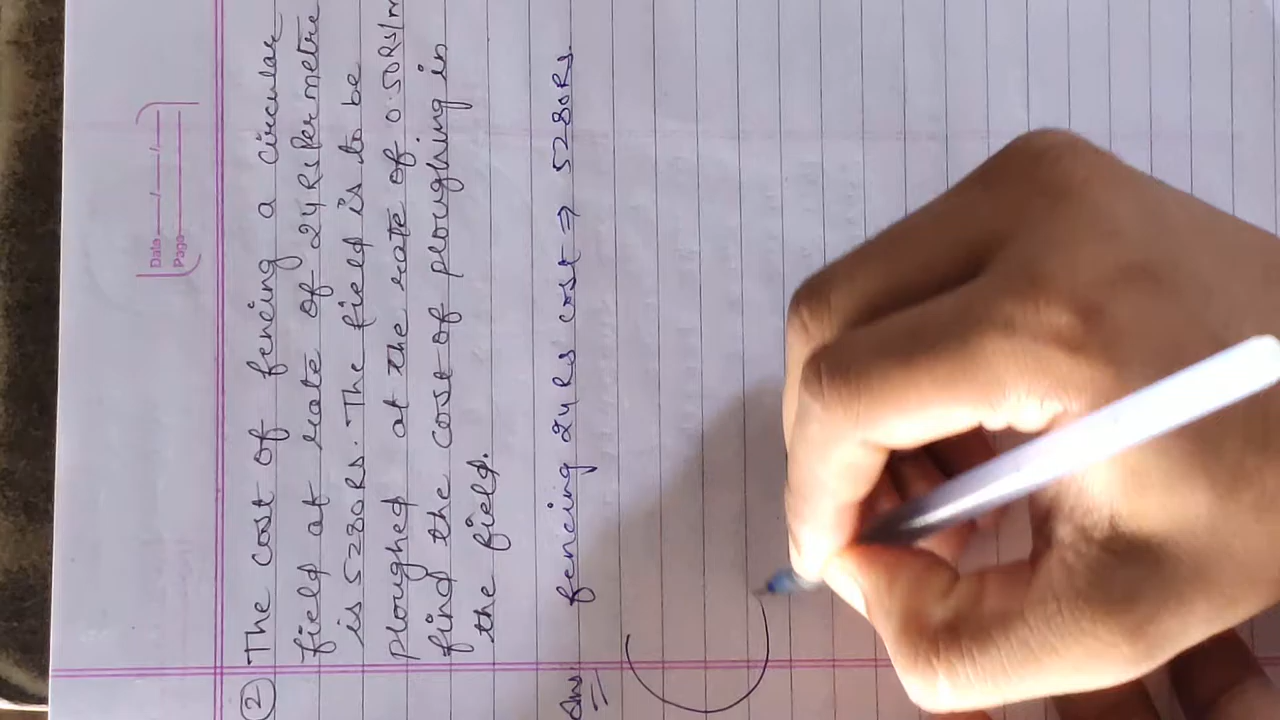 Date
Page
② The cost of fencing a circular
field at rate of 24 Rs Per metre
is 5280 Rs. The field is to be
ploughed at the rate of 0.50 Rs/m
find the cost of ploughing in
the field.
Ans fencing 24 Rs cost ⇒ 5280 Rs.